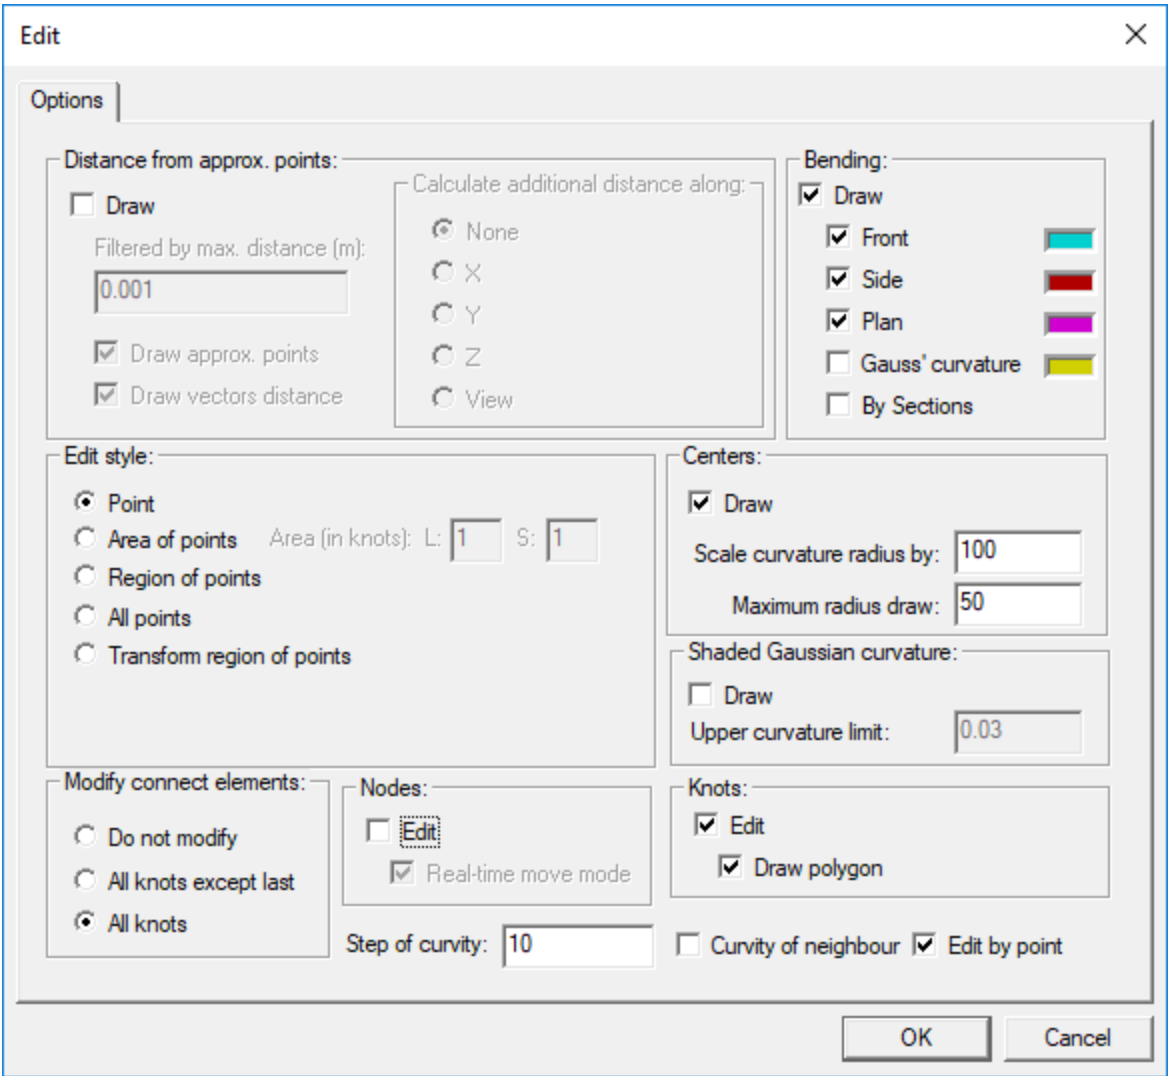 Edit
Options
Distance from approx. points:
Draw
Filtered by max. distance (m):
0.001
Draw approx. points
Draw vectors distance
Calculate additional distance along:
None
X
Y
Z
View
Bending:
Draw
Front
Side
Plan
Gauss' curvature
By Sections
Edit style:
Point
Area of points Area (in knots): L: 1 S: 1
Region of points
All points
Transform region of points
Centers:
Draw
Scale curvature radius by: 100
Maximum radius draw: 50
Shaded Gaussian curvature:
Draw
Upper curvature limit: 0.03
Modify connect elements:
Do not modify
All knots except last
All knots
Nodes:
Edit
Real-time move mode
Knots:
Edit
Draw polygon
Step of curvity: 10
Curvity of neighbour Edit by point
OK Cancel